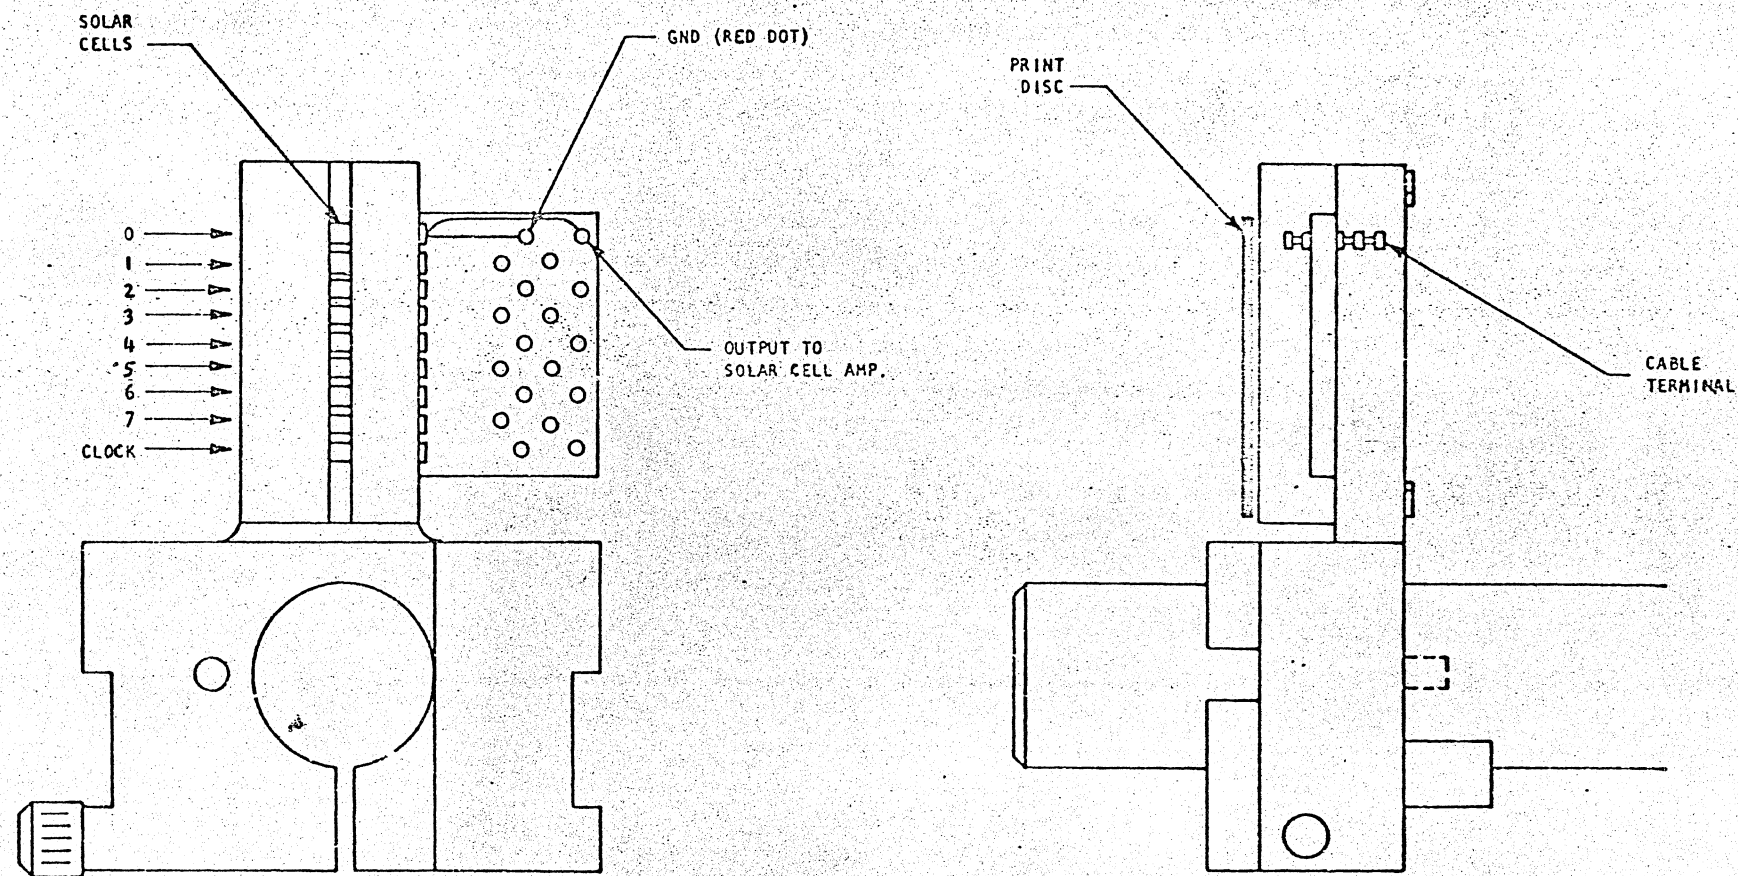 SOLAR
CELLS
GND (RED DOT)
PRINT
DISC
0
1
2
3
4
5
6
7
CLOCK
OUTPUT TO
SOLAR CELL AMP.
CABLE
TERMINAL